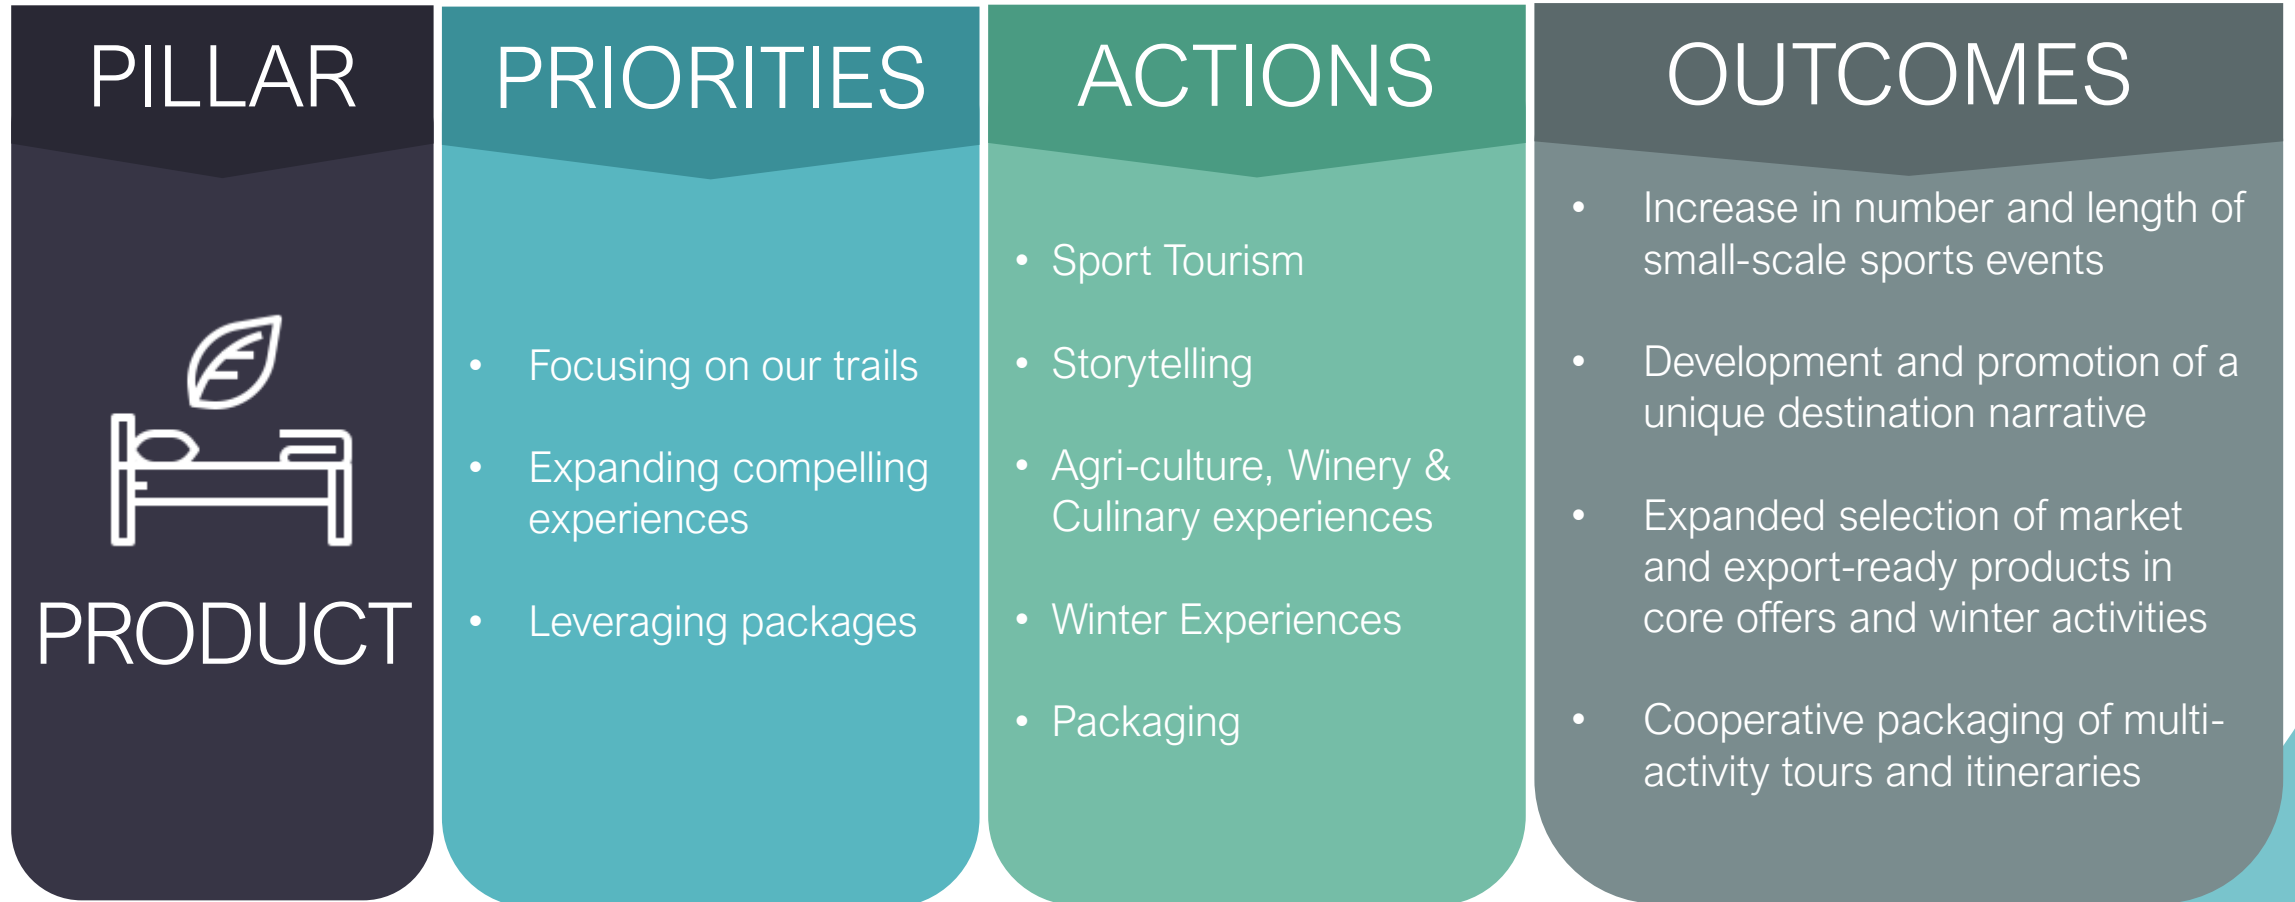 PILLAR
PRODUCT
PRIORITIES
• Focusing on our trails
• Expanding compelling
experiences
• Leveraging packages
ACTIONS
• Sport Tourism
• Storytelling
• Agri-culture, Winery &
Culinary experiences
• Winter Experiences
• Packaging
OUTCOMES
• Increase in number and length of
small-scale sports events
• Development and promotion of a
unique destination narrative
• Expanded selection of market
and export-ready products in
core offers and winter activities
• Cooperative packaging of multi-
activity tours and itineraries